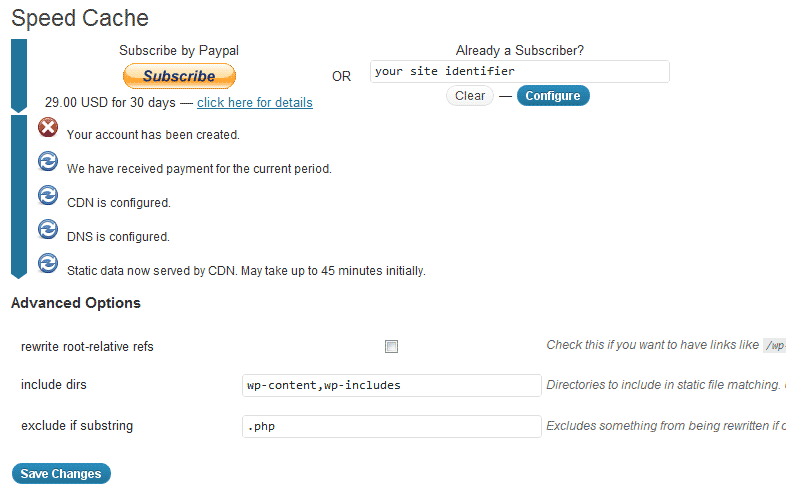 Speed Cache
Subscribe by Paypal
Subscribe
29.00 USD for 30 days — click here for details
OR
Already a Subscriber?
your site identifier
Clear — Configure
Your account has been created.
We have received payment for the current period.
CDN is configured.
DNS is configured.
Static data now served by CDN. May take up to 45 minutes initially.
Advanced Options
rewrite root-relative refs Check this if you want to have links like /wp
include dirs wp-content,wp-includes Directories to include in static file matching.
exclude if substring .php Excludes something from being rewritten if
Save Changes